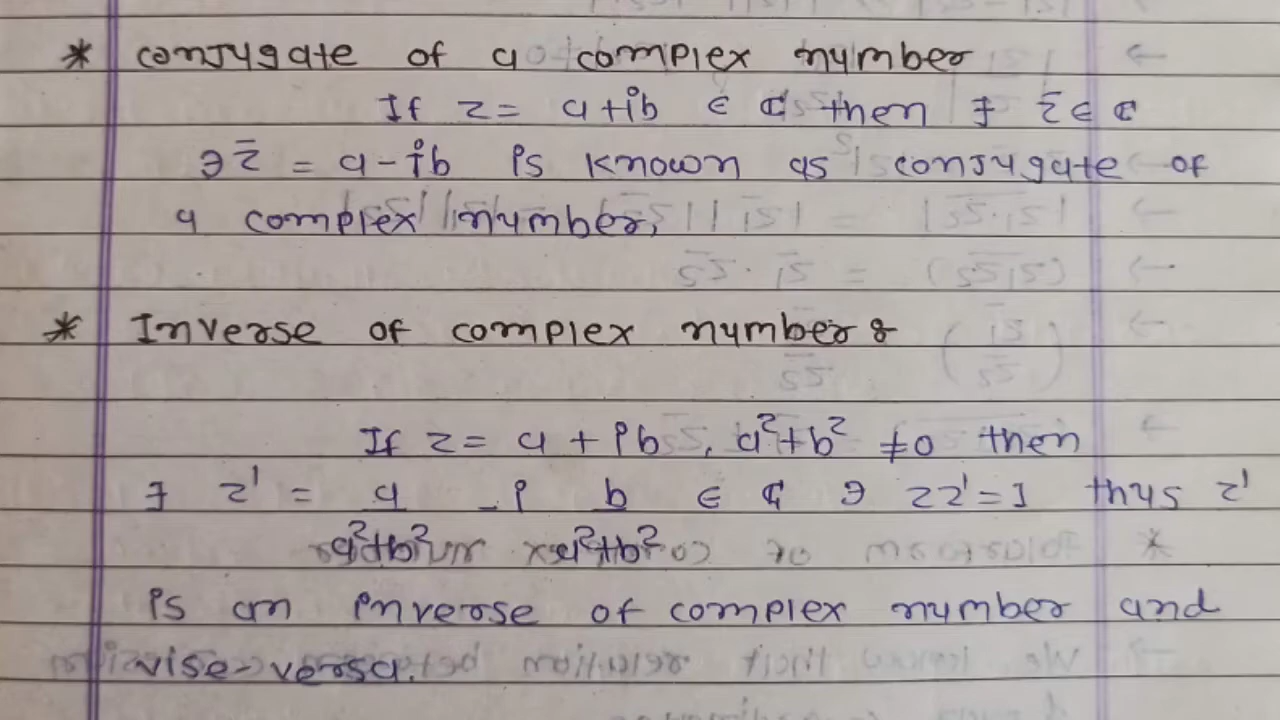 * Conjugate of a complex number
If z = a+ib ∈ ℂ then ∃ z̄ ∈ ℂ
∋ z̄ = a-ib is known as conjugate of
a complex number.
* Inverse of complex number :
If z = a + ib, a²+b² ≠ 0 then
∃ z' = a/(a²+b²) - i b/(a²+b²) ∈ ℂ ∋ zz' = 1 thus z'
is an inverse of complex number and
vise-versa.